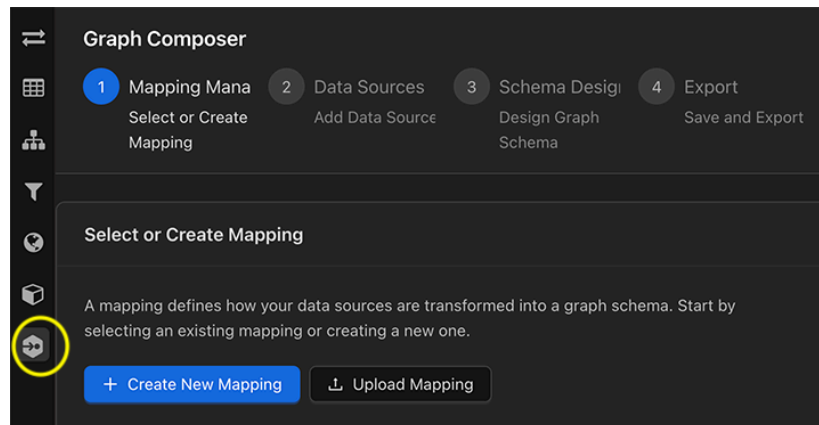 Graph Composer
1 Mapping Mana
Select or Create
Mapping
2 Data Sources
Add Data Source
3 Schema Desig
Design Graph
Schema
4 Export
Save and Export
Select or Create Mapping
A mapping defines how your data sources are transformed into a graph schema. Start by
selecting an existing mapping or creating a new one.
+ Create New Mapping
Upload Mapping